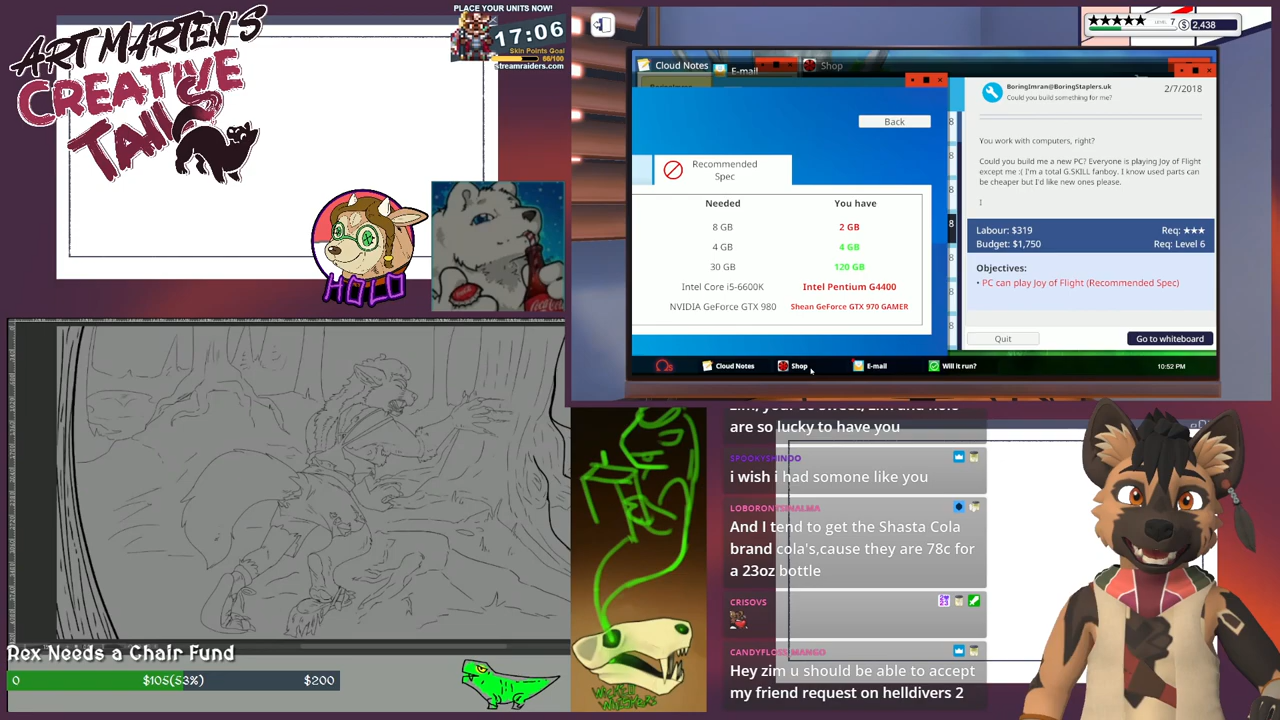 ART MARTEN'S
CREATIVE
TAILS
PLACE YOUR UNITS NOW!
17:06
Skin Points Goal
66/100
streamraiders.com
HOLO
LEVEL 7
$ 2,438
Cloud Notes
E-mail
Shop
Back
Recommended
Spec
Needed You have
8 GB 2 GB
4 GB 4 GB
30 GB 120 GB
Intel Core i5-6600K Intel Pentium G4400
NVIDIA GeForce GTX 980 Shean GeForce GTX 970 GAMER
BoringImran@BoringStaplers.uk
Could you build something for me?
2/7/2018
You work with computers, right?
Could you build me a new PC? Everyone is playing Joy of Flight
except me :( I'm a total G.SKILL fanboy. I know used parts can
be cheaper but I'd like new ones please.
I
Labour: $319 Req: ★★★
Budget: $1,750 Req: Level 6
Objectives:
• PC can play Joy of Flight (Recommended Spec)
Quit
Go to whiteboard
Cloud Notes
Shop
E-mail
Will it run?
10:52 PM
are so lucky to have you
SPOOKYSHINDO
i wish i had somone like you
And I tend to get the Shasta Cola
brand cola's,cause they are 78c for
a 23oz bottle
CRISOVS
CANDYFLOSS_MANGO
Hey zim u should be able to accept
my friend request on helldivers 2
Rex Needs a Chair Fund
0 $105(53%) $200